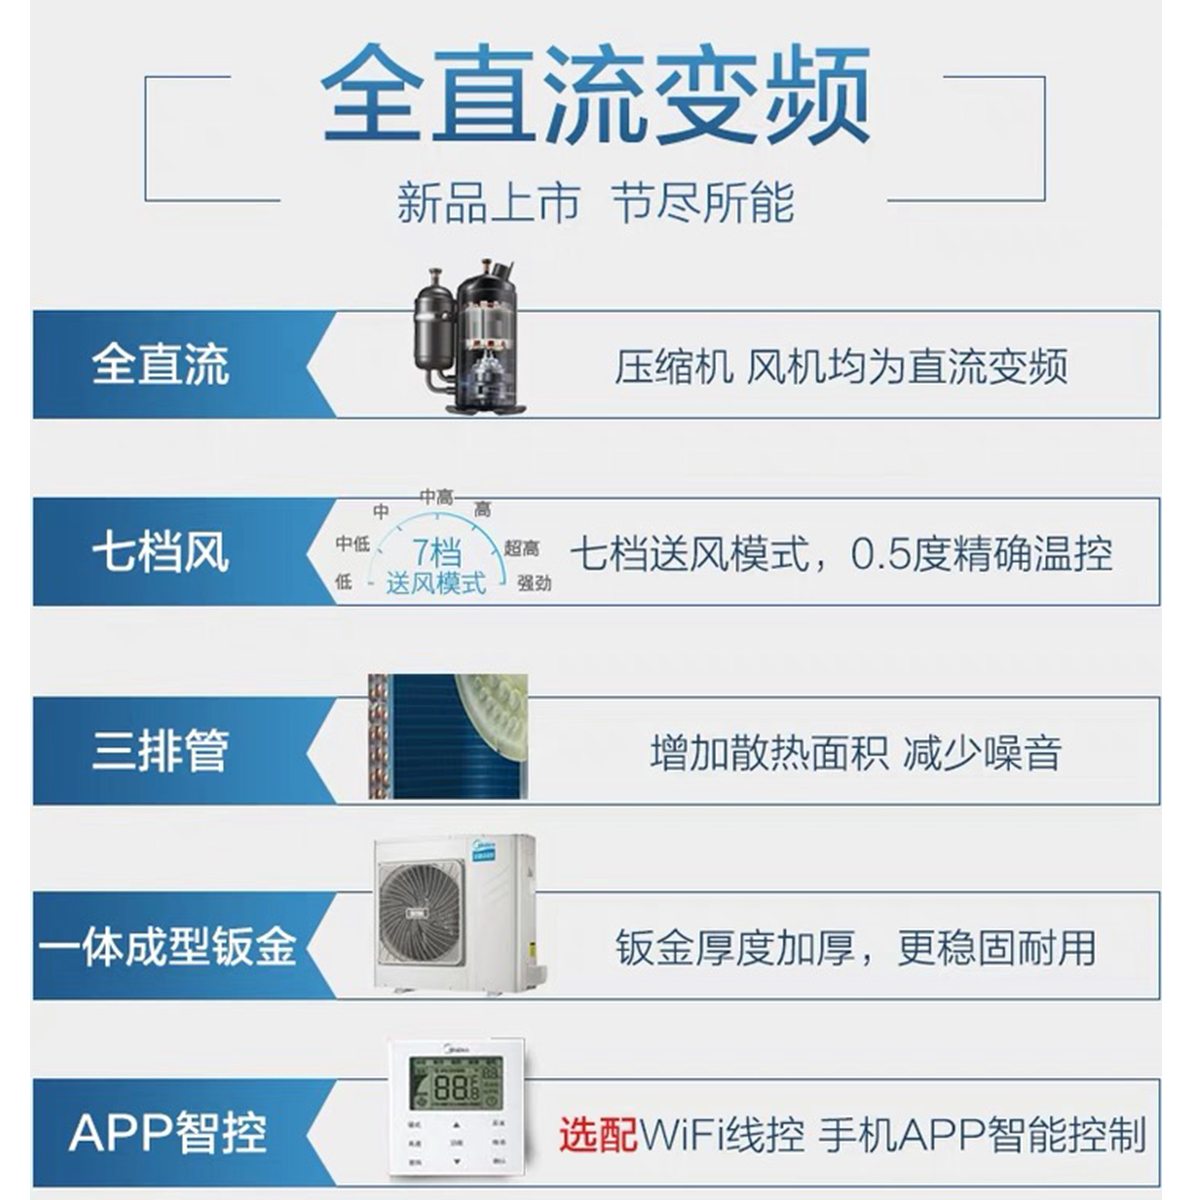 全直流变频
新品上市 节尽所能
全直流
压缩机 风机均为直流变频
七档风
低
中低
中
中高
高
超高
强劲
7档
送风模式
七档送风模式，0.5度精确温控
三排管
增加散热面积 减少噪音
一体成型钣金
Midea
钣金厚度加厚，更稳固耐用
APP智控
Midea
88.8
选配WiFi线控 手机APP智能控制